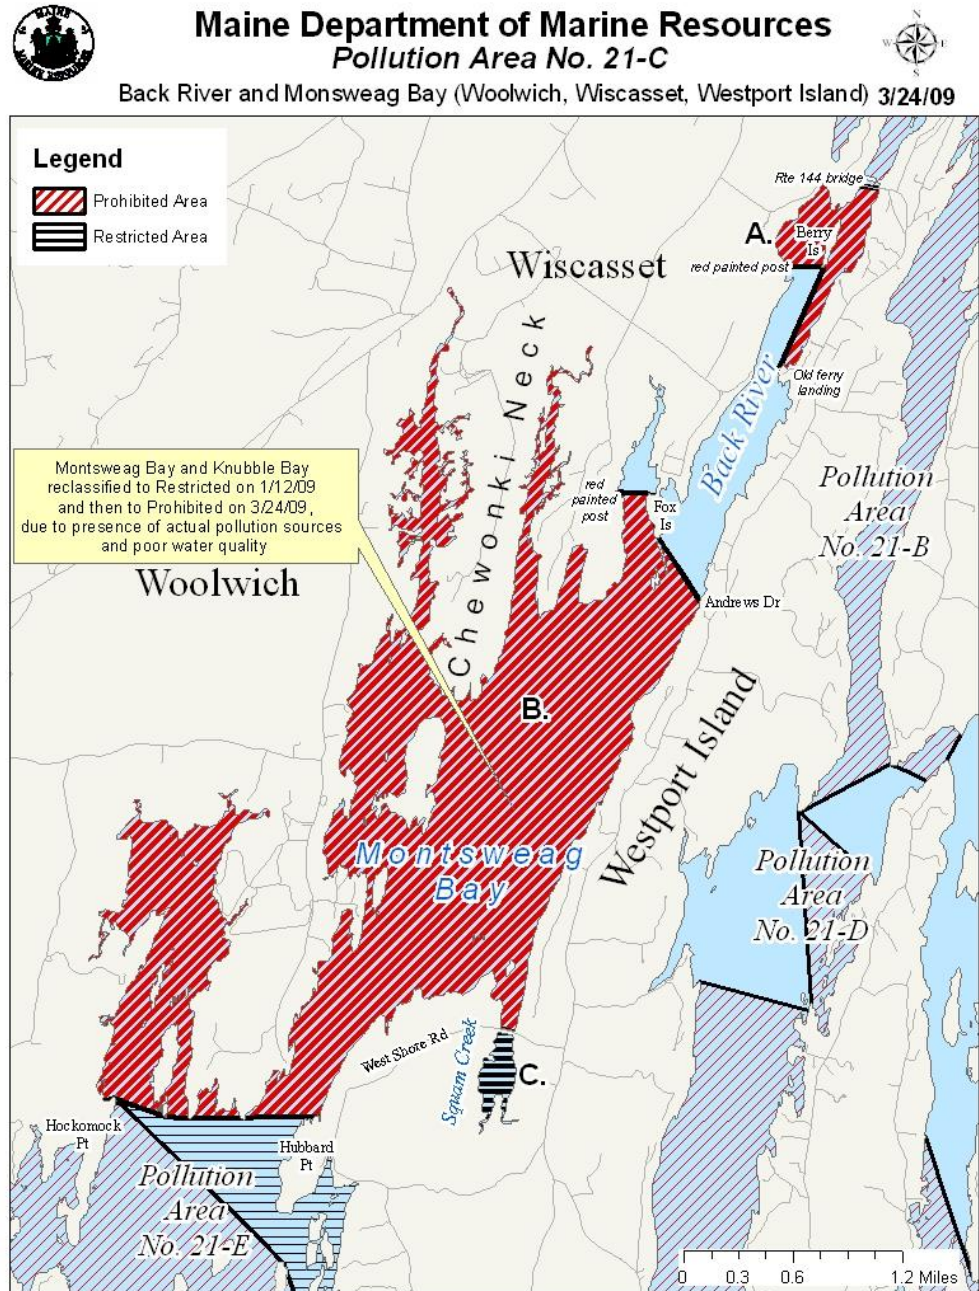 MAINE
MARINE RESOURCES
Maine Department of Marine Resources
Pollution Area No. 21-C
Back River and Monsweag Bay (Woolwich, Wiscasset, Westport Island) 3/24/09
N
W
E
S
Legend
Prohibited Area
Restricted Area
Rte 144 bridge
A.
Berry
Is
red painted post
Wiscasset
Old ferry
landing
Back River
Chewonki Neck
Montsweag Bay and Knubble Bay
reclassified to Restricted on 1/12/09
and then to Prohibited on 3/24/09,
due to presence of actual pollution sources
and poor water quality
red
painted
post
Fox
Is
Pollution
Area
No. 21-B
Woolwich
Andrews Dr
B.
Westport Island
Montsweag
Bay
Pollution
Area
No. 21-D
West Shore Rd
Squam Creek
C.
Hockomock
Pt
Hubbard
Pt
Pollution
Area
No. 21-E
0 0.3 0.6 1.2 Miles